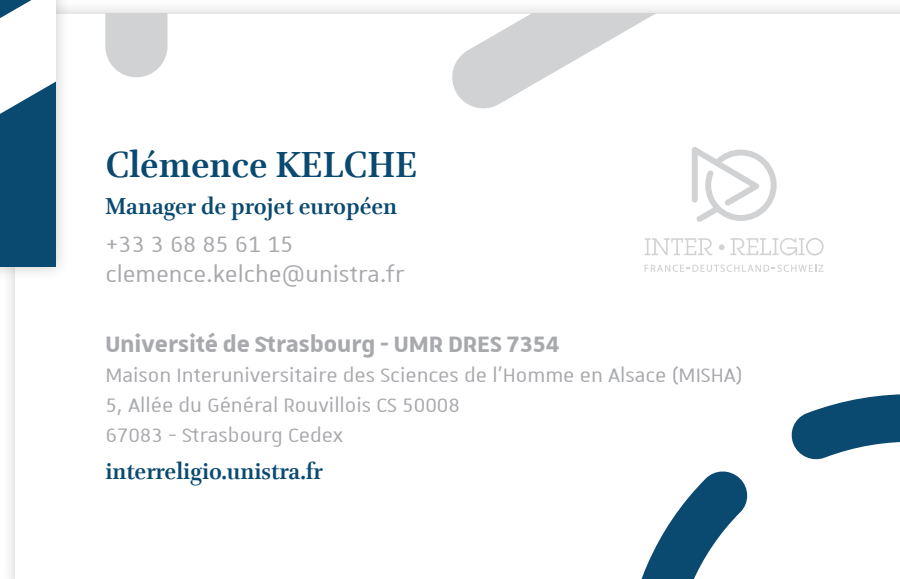 Clémence KELCHE
Manager de projet européen
+33 3 68 85 61 15
clemence.kelche@unistra.fr
INTER • RELIGIO
FRANCE-DEUTSCHLAND-SCHWEIZ
Université de Strasbourg - UMR DRES 7354
Maison Interuniversitaire des Sciences de l'Homme en Alsace (MISHA)
5, Allée du Général Rouvillois CS 50008
67083 - Strasbourg Cedex
interreligio.unistra.fr